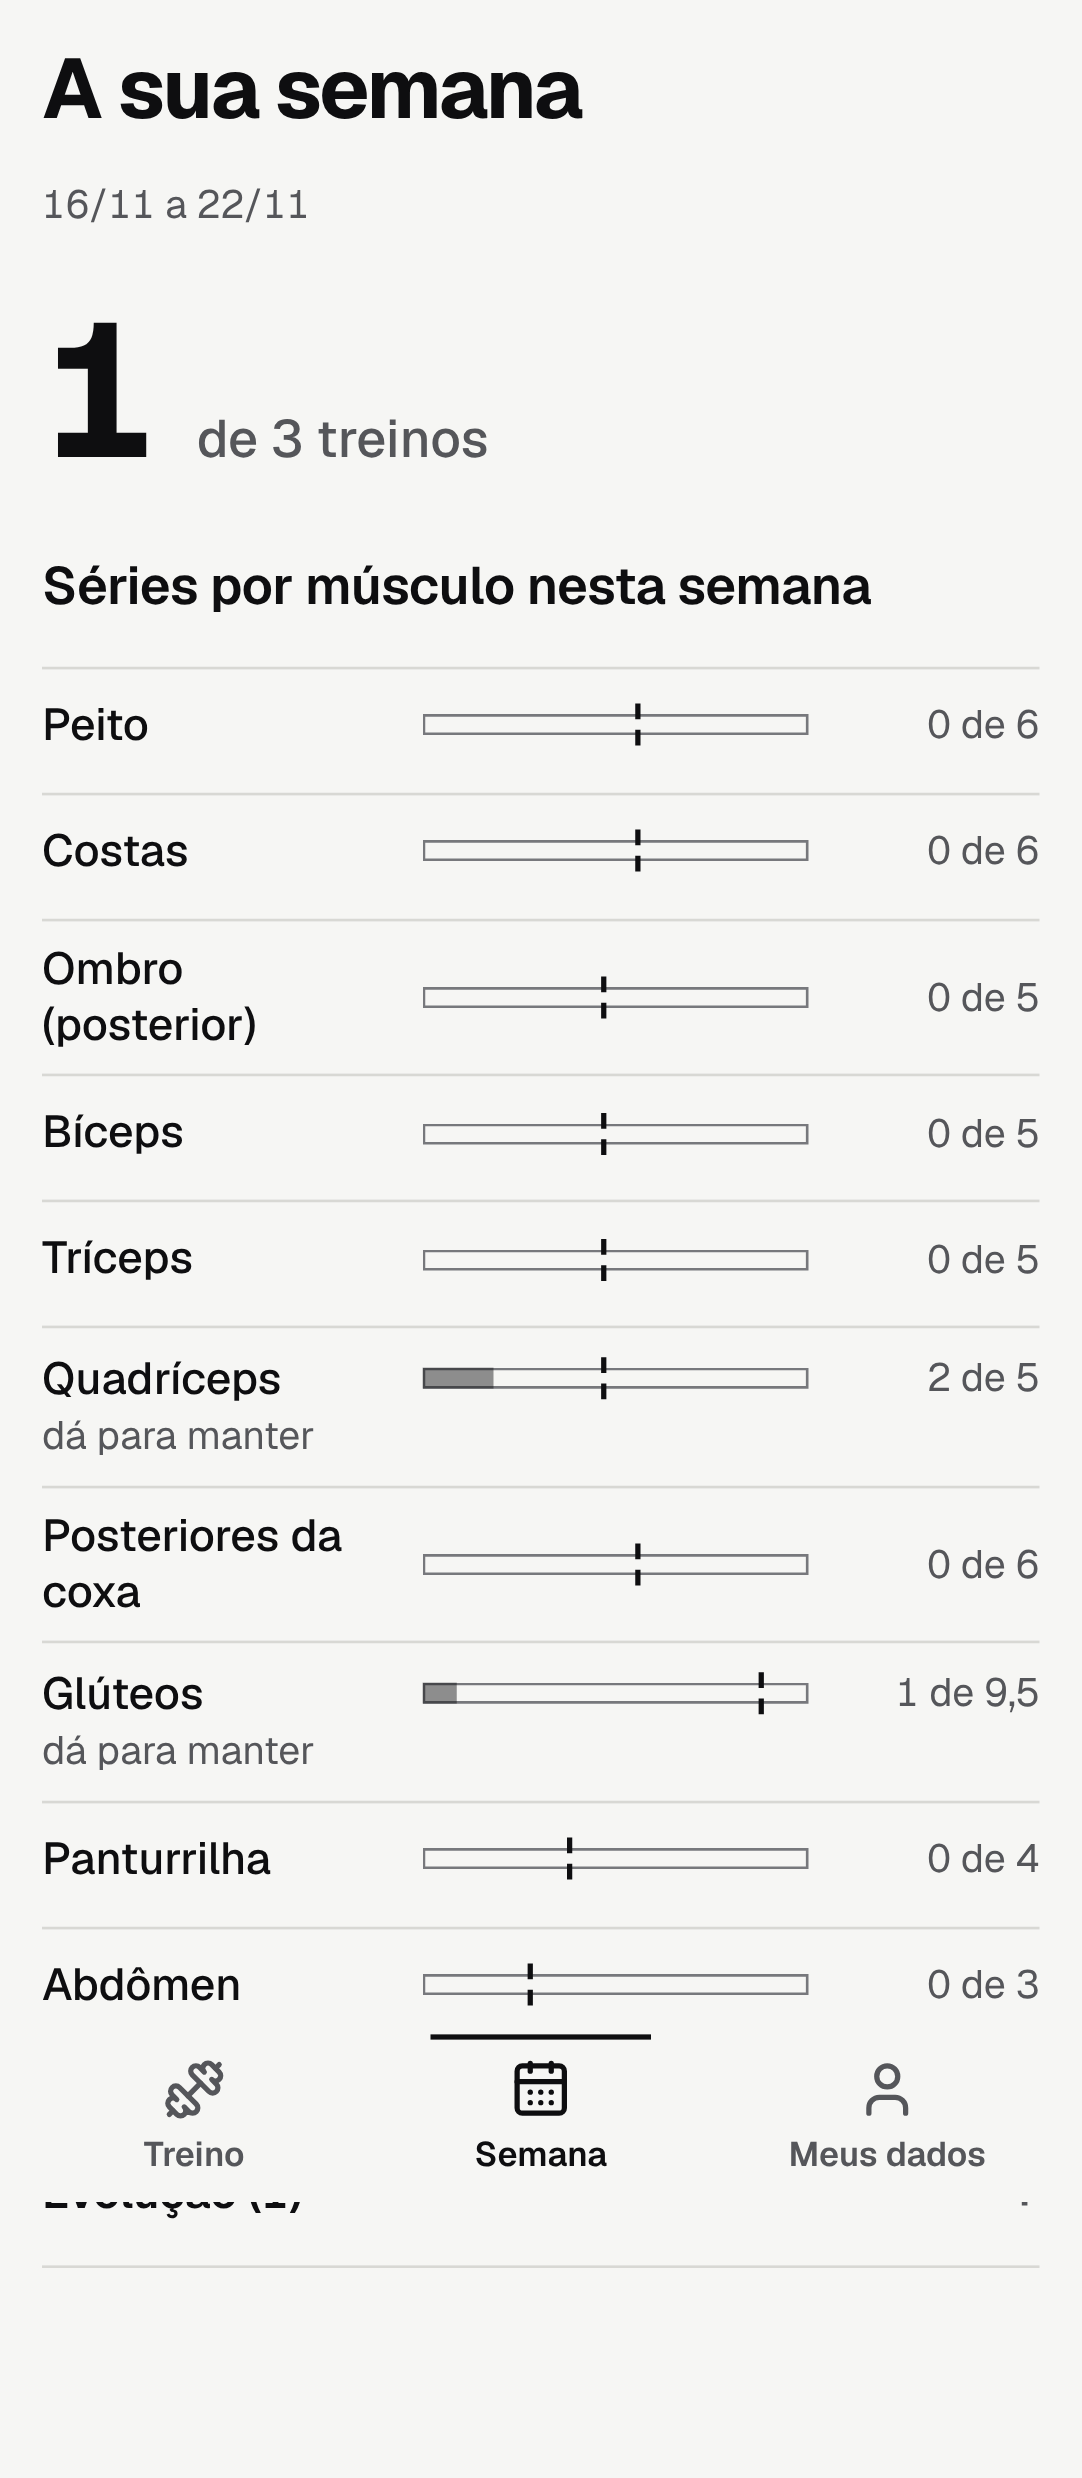 A sua semana
16/11 a 22/11
1 de 3 treinos
Séries por músculo nesta semana
Peito 0 de 6
Costas 0 de 6
Ombro
(posterior) 0 de 5
Bíceps 0 de 5
Tríceps 0 de 5
Quadríceps 2 de 5
dá para manter
Posteriores da
coxa 0 de 6
Glúteos 1 de 9,5
dá para manter
Panturrilha 0 de 4
Abdômen 0 de 3
Treino Semana Meus dados
Evolução (1)